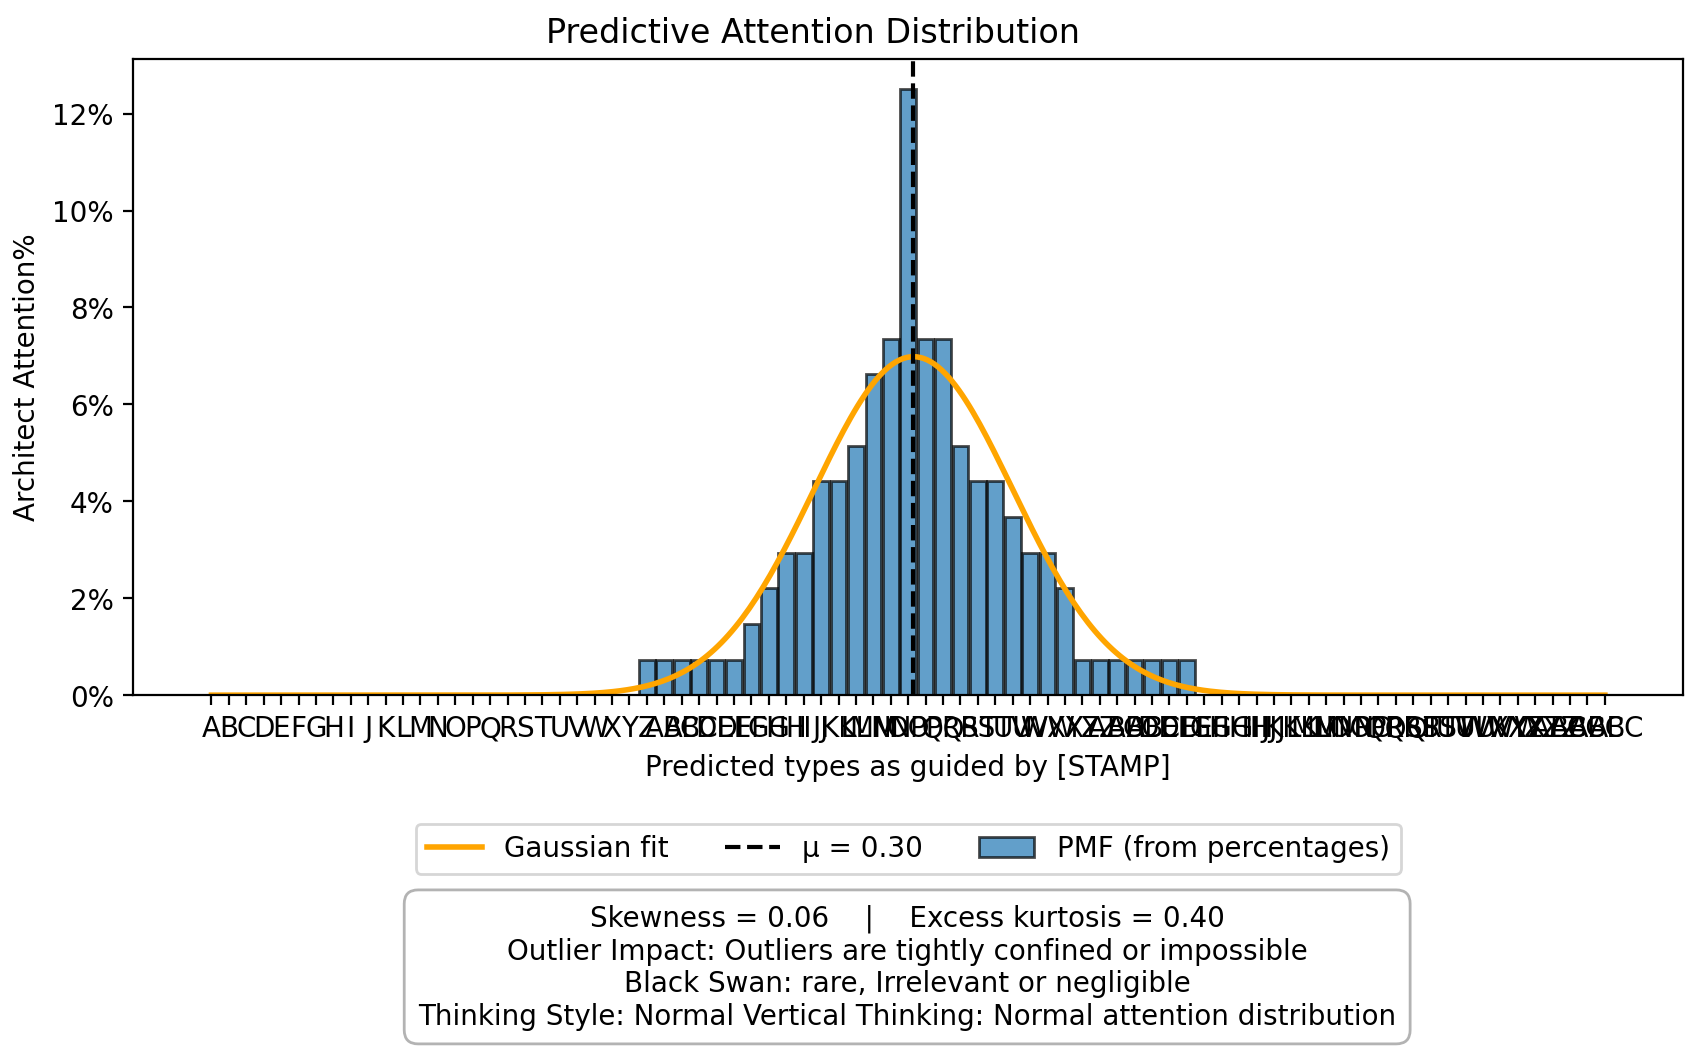 Predictive Attention Distribution
12%
10%
8%
6%
4%
2%
0%
Architect Attention%
A B C D E F G H I J K L M N O P Q R S T U V W X Y Z
Predicted types as guided by [STAMP]
Gaussian fit μ = 0.30 PMF (from percentages)
Skewness = 0.06 | Excess kurtosis = 0.40
Outlier Impact: Outliers are tightly confined or impossible
Black Swan: rare, Irrelevant or negligible
Thinking Style: Normal Vertical Thinking: Normal attention distribution